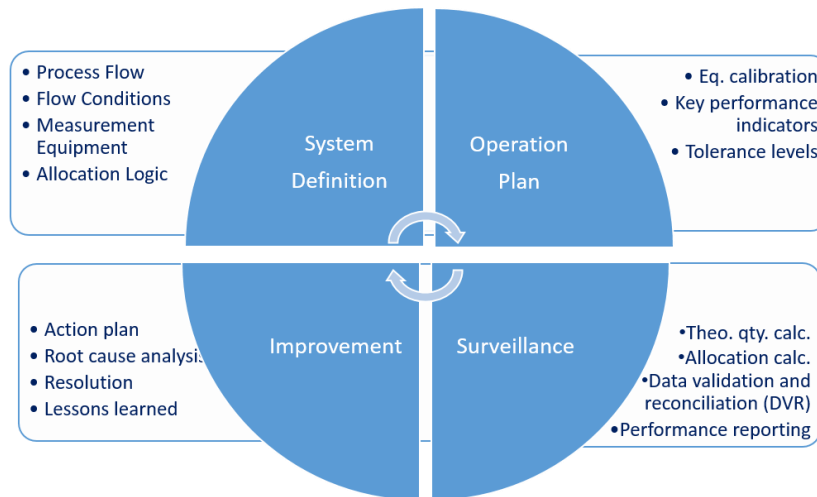 • Process Flow
• Flow Conditions
• Measurement
Equipment
• Allocation Logic
System
Definition
Operation
Plan
• Eq. calibration
• Key performance
indicators
• Tolerance levels
• Action plan
• Root cause analysis
• Resolution
• Lessons learned
Improvement
Surveillance
•Theo. qty. calc.
•Allocation calc.
•Data validation and
reconciliation (DVR)
•Performance reporting